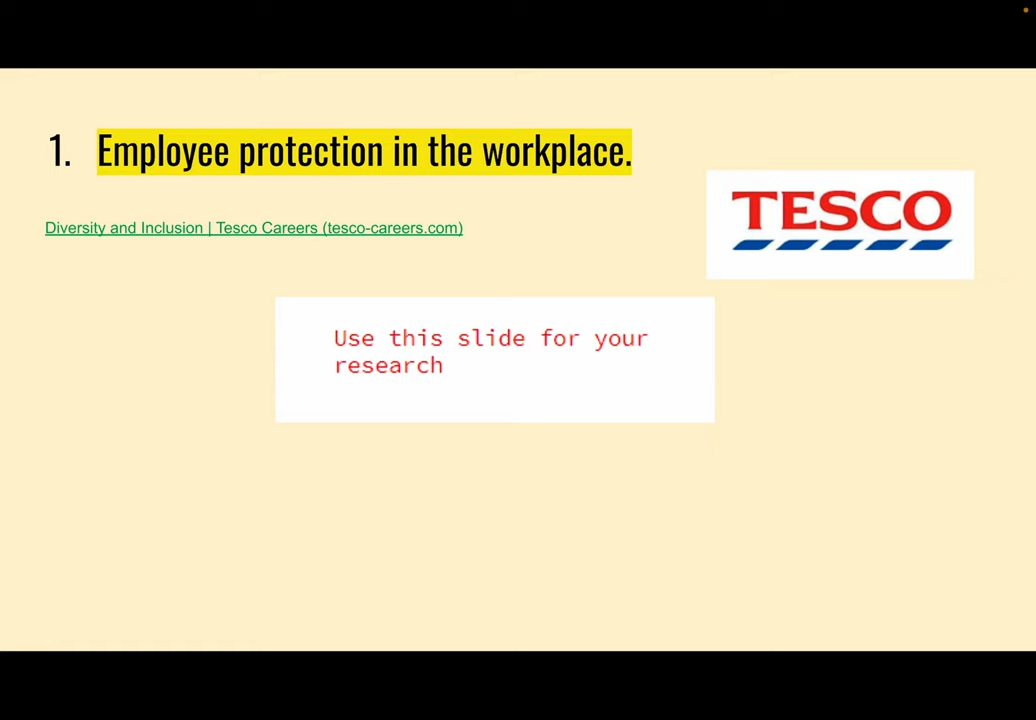 1. Employee protection in the workplace.
TESCO
Diversity and Inclusion | Tesco Careers (tesco-careers.com)
Use this slide for your
research